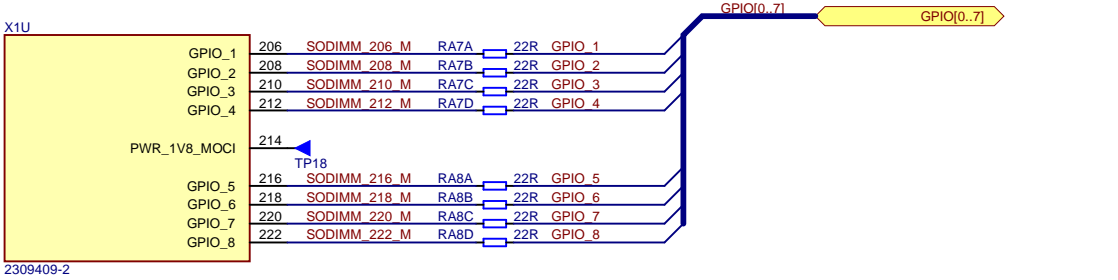 GPIO[0..7]
GPIO[0..7]
X1U
GPIO_1 206 SODIMM_206_M RA7A 22R GPIO_1
GPIO_2 208 SODIMM_208_M RA7B 22R GPIO_2
GPIO_3 210 SODIMM_210_M RA7C 22R GPIO_3
GPIO_4 212 SODIMM_212_M RA7D 22R GPIO_4
PWR_1V8_MOCI 214
TP18
GPIO_5 216 SODIMM_216_M RA8A 22R GPIO_5
GPIO_6 218 SODIMM_218_M RA8B 22R GPIO_6
GPIO_7 220 SODIMM_220_M RA8C 22R GPIO_7
GPIO_8 222 SODIMM_222_M RA8D 22R GPIO_8
2309409-2